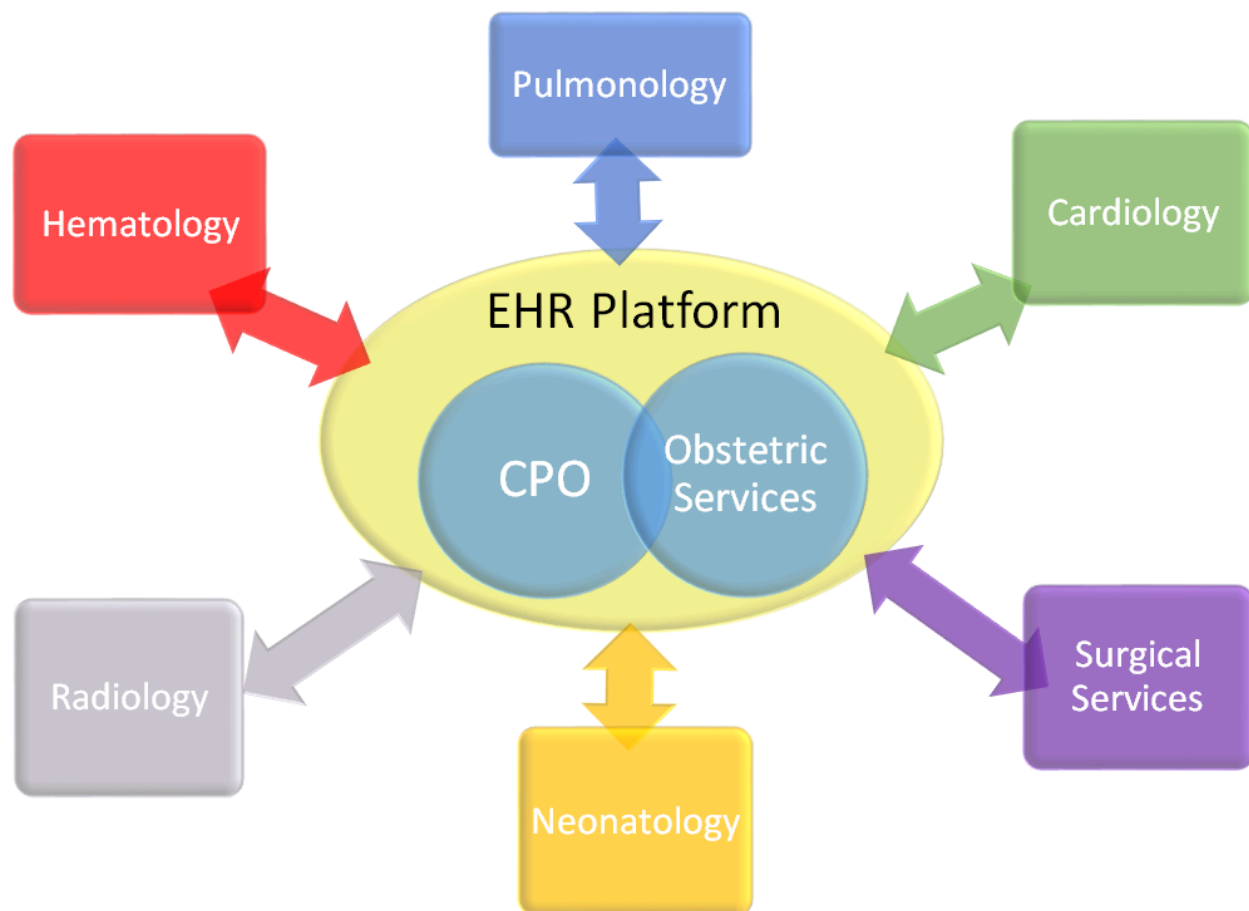 Pulmonology
Hematology
Cardiology
EHR Platform
CPO
Obstetric
Services
Radiology
Surgical
Services
Neonatology